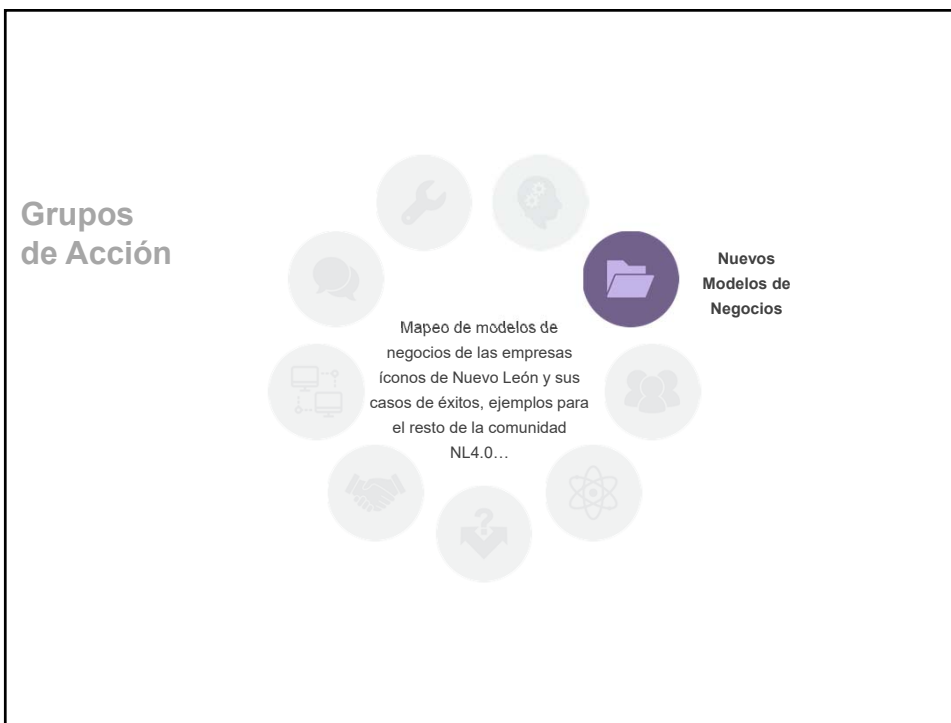 Grupos
de Acción
Nuevos
Modelos de
Negocios
Mapeo de modelos de
negocios de las empresas
íconos de Nuevo León y sus
casos de éxitos, ejemplos para
el resto de la comunidad
NL4.0…
?